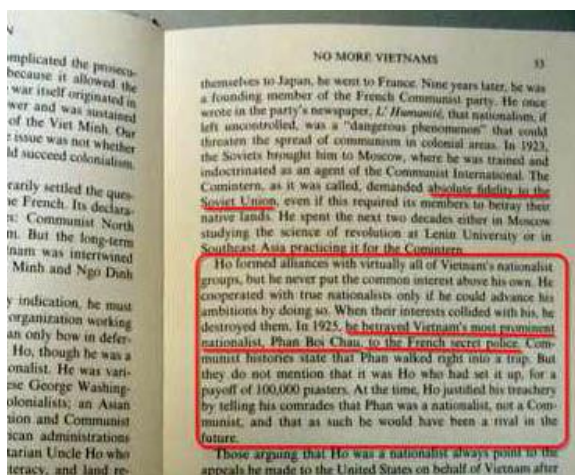 N
mplicated the prosecu-
because it allowed the
war itself originated in
wer and was sustained
of the Viet Minh. Our
issue was not whether
ld succeed colonialism.
rarily settled the ques-
e French. Its declara-
Communist North
m. But the long-term
nam was intertwined
Minh and Ngo Dinh
y indication, he must
organization working
an only bow in defer-
Ho, though he was a
onalist. He was vari-
se George Washing-
olonialists; an Asian
nion and Communist
ican administrations
tarian Uncle Ho who
teracy, and land re-
NO MORE VIETNAMS
themselves to Japan, he went to France. Nine years later, he was
a founding member of the French Communist party. He once
wrote in the party's newspaper, L' Humanité, that nationalism, if
left uncontrolled, was a "dangerous phenomenon" that could
threaten the spread of communism in colonial areas. In 1923,
the Soviets brought him to Moscow, where he was trained and
indoctrinated as an agent of the Communist International. The
Comintern, as it was called, demanded absolute fidelity to the
Soviet Union, even if this required its members to betray their
native lands. He spent the next two decades either in Moscow
studying the science of revolution at Lenin University or in
Southeast Asia practicing it for the Comintern.
Ho formed alliances with virtually all of Vietnam's nationalist
groups, but he never put the common interest above his own. He
cooperated with true nationalists only if he could advance his
ambitions by doing so. When their interests collided with his, he
destroyed them. In 1925, he betrayed Vietnam's most prominent
nationalist, Phan Boi Chau, to the French secret police. Com-
munist histories state that Phan walked right into a trap. But
they do not mention that it was Ho who had set it up, for a
payoff of 100,000 piasters. At the time, Ho justified his treachery
by telling his comrades that Phan was a nationalist, not a Com-
munist, and that as such he would have been a rival in the
future.
Those arguing that Ho was a nationalist always point to the
appeals he made to the United States on behalf of Vietnam after